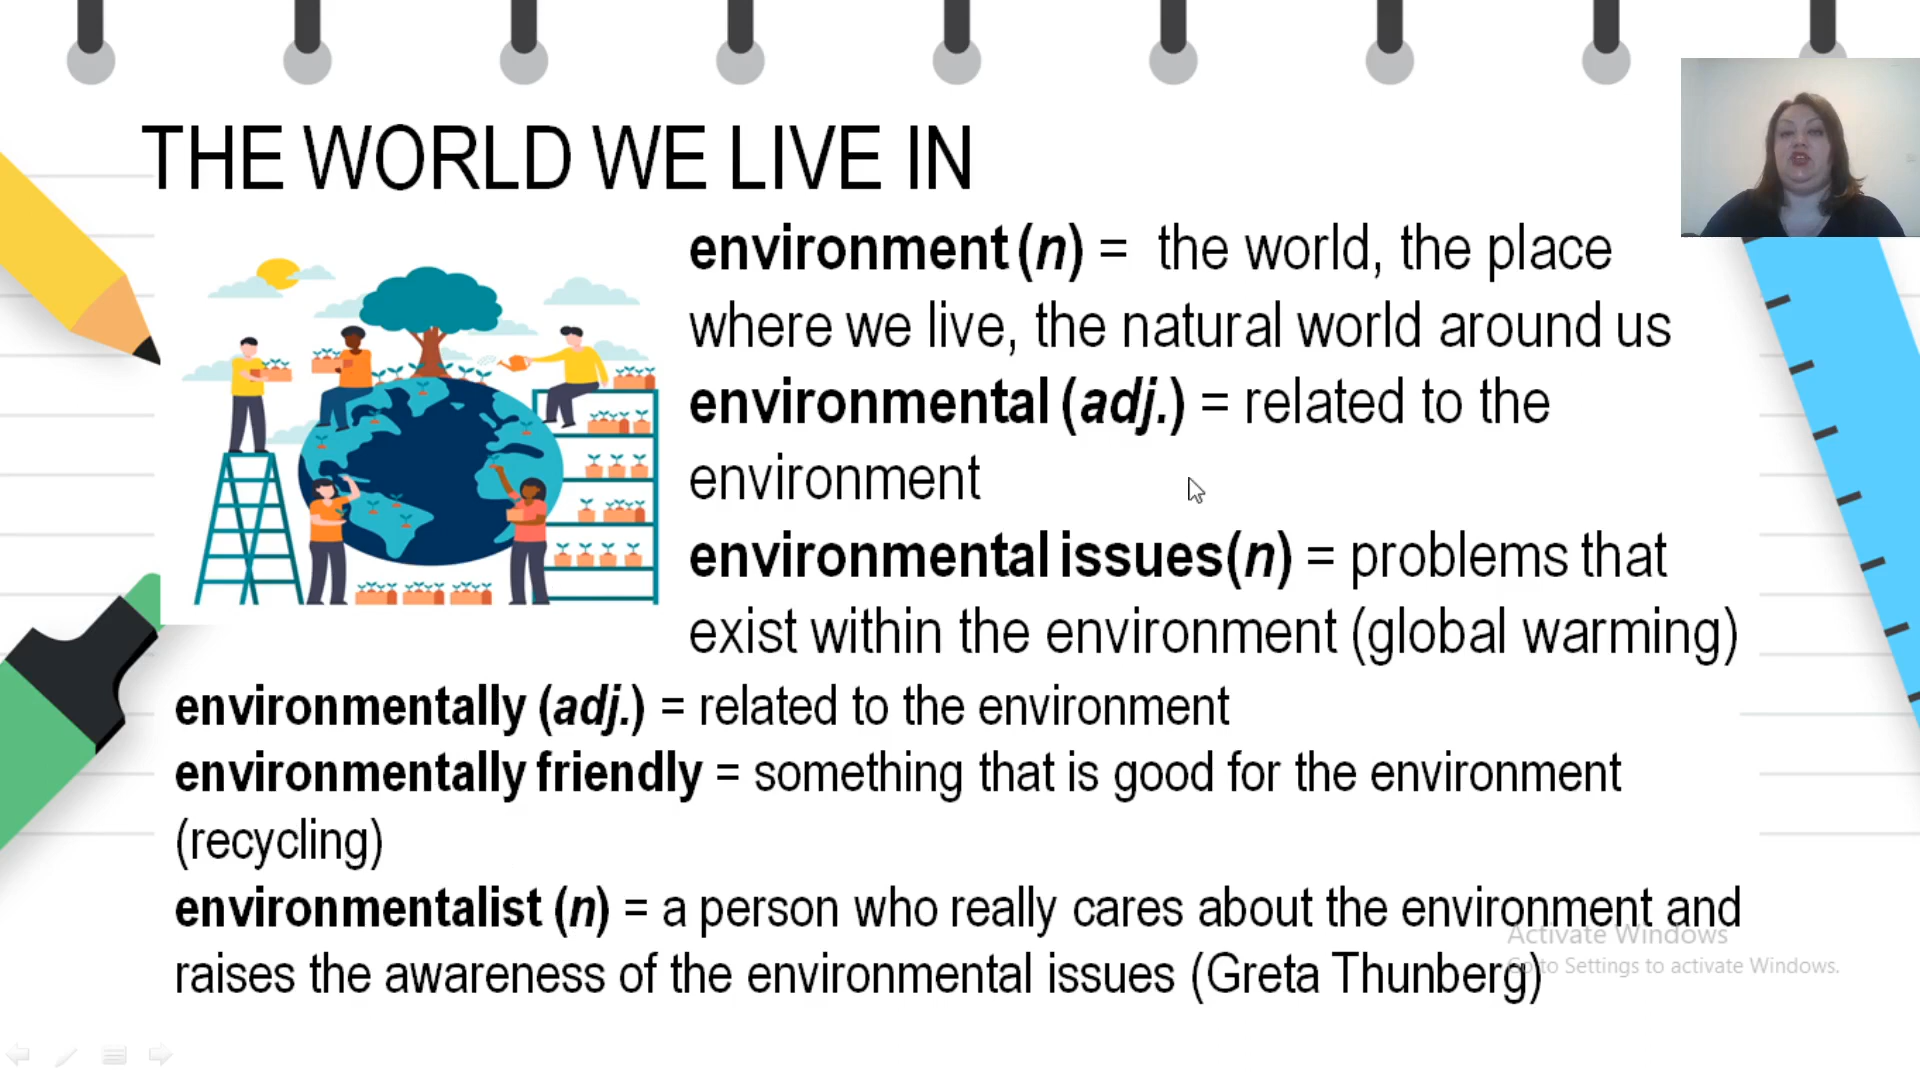 THE WORLD WE LIVE IN
environment (n) = the world, the place
where we live, the natural world around us
environmental (adj.) = related to the
environment
environmental issues(n) = problems that
exist within the environment (global warming)
environmentally (adj.) = related to the environment
environmentally friendly = something that is good for the environment
(recycling)
environmentalist (n) = a person who really cares about the environment and
raises the awareness of the environmental issues (Greta Thunberg)
Activate Windows
Go to Settings to activate Windows.